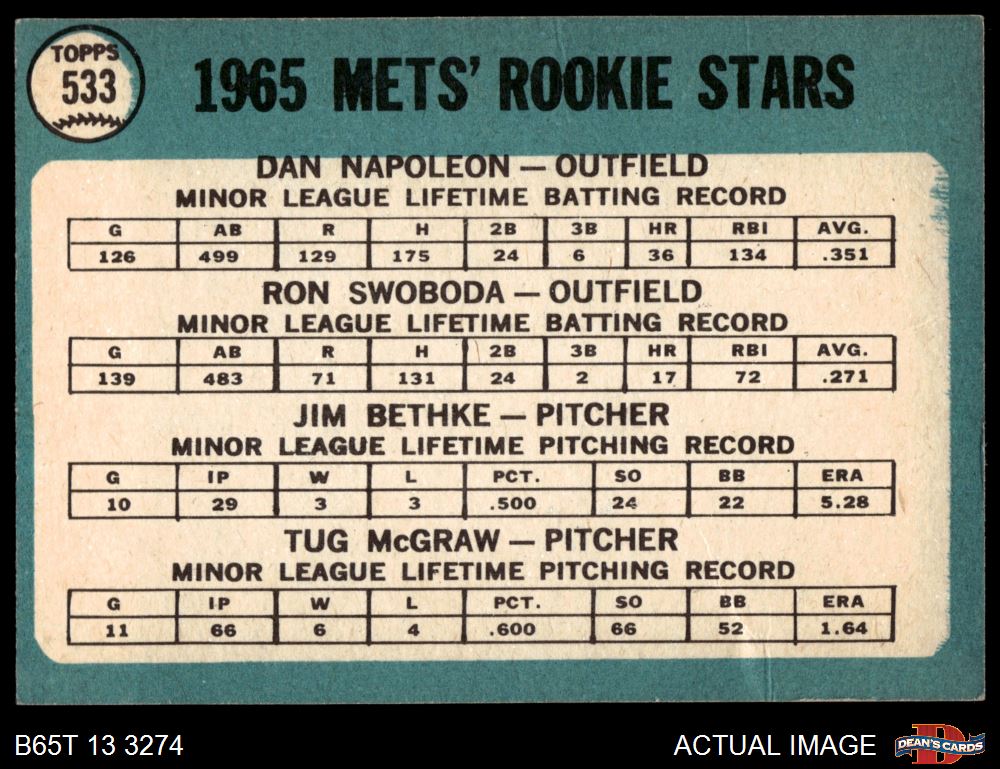 TOPPS
533
1965 METS' ROOKIE STARS
DAN NAPOLEON — OUTFIELD
MINOR LEAGUE LIFETIME BATTING RECORD
G AB R H 2B 3B HR RBI AVG.
126 499 129 175 24 6 36 134 .351
RON SWOBODA — OUTFIELD
MINOR LEAGUE LIFETIME BATTING RECORD
G AB R H 2B 3B HR RBI AVG.
139 483 71 131 24 2 17 72 .271
JIM BETHKE — PITCHER
MINOR LEAGUE LIFETIME PITCHING RECORD
G IP W L PCT. SO BB ERA
10 29 3 3 .500 24 22 5.28
TUG McGRAW — PITCHER
MINOR LEAGUE LIFETIME PITCHING RECORD
G IP W L PCT. SO BB ERA
11 66 6 4 .600 66 52 1.64
B65T 13 3274
ACTUAL IMAGE
D
DEAN'S CARDS